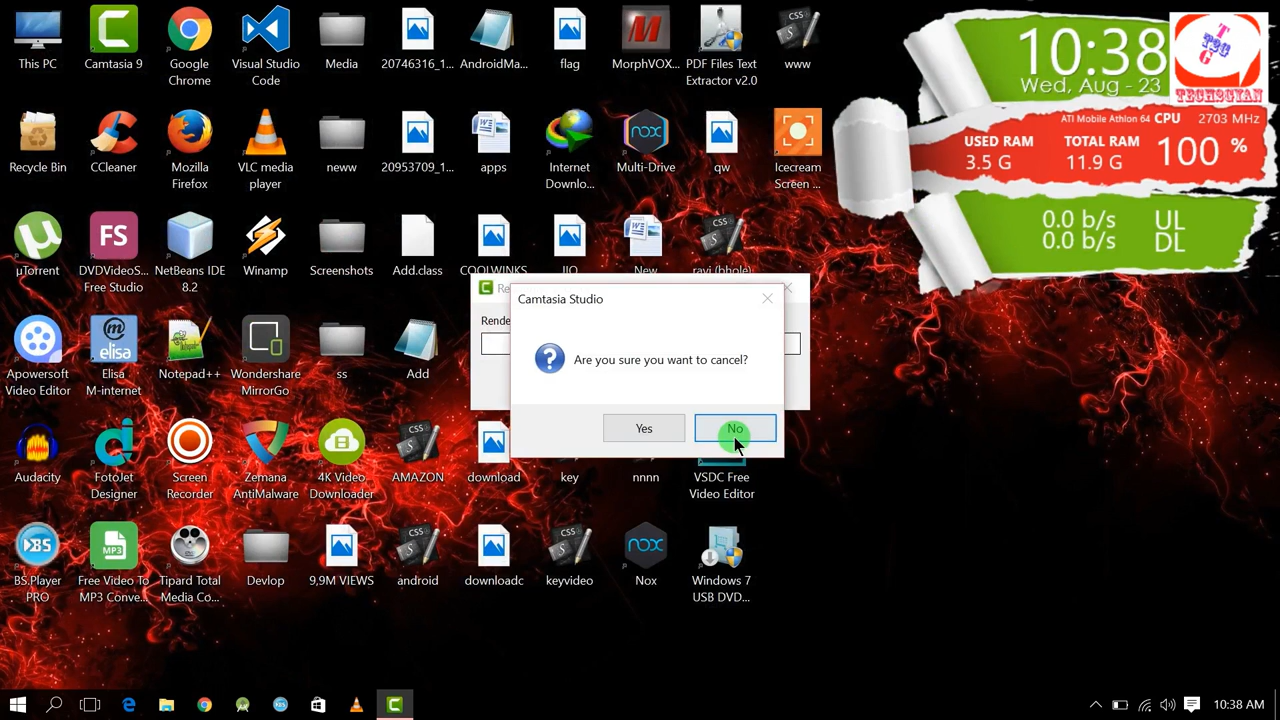 This PC
Camtasia 9
Google
Chrome
Visual Studio
Code
Media
20746316_1...
AndroidMa...
flag
MorphVOX...
PDF Files Text
Extractor v2.0
www
Recycle Bin
CCleaner
Mozilla
Firefox
VLC media
player
neww
20953709_1...
apps
Internet
Downlo...
Multi-Drive
qw
Icecream
Screen ...
µTorrent
DVDVideoS...
Free Studio
NetBeans IDE
8.2
Winamp
Screenshots
Add.class
COOLWINKS
JIO
New
ravi (bhole)
Apowersoft
Video Editor
Elisa
M-internet
Notepad++
Wondershare
MirrorGo
ss
Add
Audacity
FotoJet
Designer
Screen
Recorder
Zemana
AntiMalware
4K Video
Downloader
AMAZON
download
key
nnnn
VSDC Free
Video Editor
BS.Player
PRO
Free Video To
MP3 Conve...
Tipard Total
Media Co...
Devlop
9,9M VIEWS
android
downloadc
keyvideo
Nox
Windows 7
USB DVD...
Rende
Camtasia Studio
Are you sure you want to cancel?
Yes
No
10:38
Wed, Aug - 23
TECH2GYAN
ATI Mobile Athlon 64 CPU 2703 MHz
USED RAM
3.5 G
TOTAL RAM
11.9 G
100 %
0.0 b/s UL
0.0 b/s DL
10:38 AM